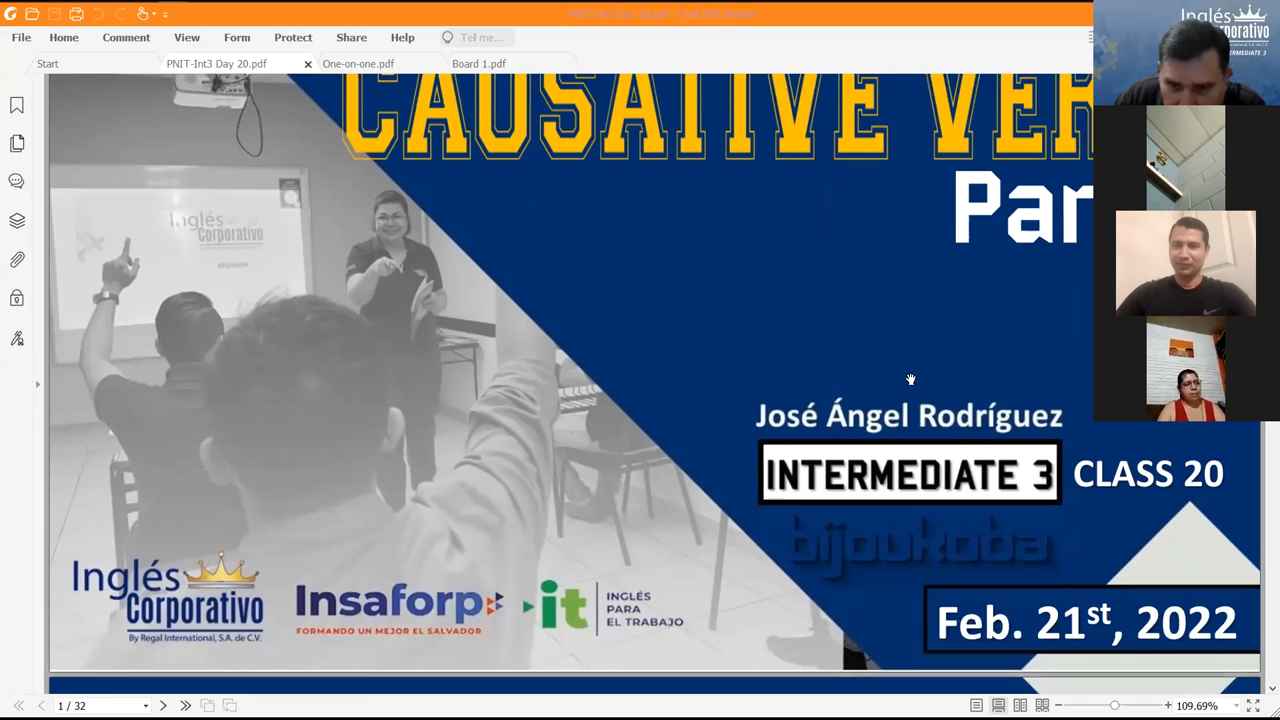 File Home Comment View Form Protect Share Help Tell me...
Start PNIT-Int3 Day 20.pdf One-on-one.pdf Board 1.pdf
CAUSATIVE VER
Par
Inglés
Corporativo
José Ángel Rodríguez
INTERMEDIATE 3 CLASS 20
bijoukoba
Feb. 21st, 2022
Inglés
Corporativo
By Regal International, S.A. de C.V.
Insaforp
FORMANDO UN MEJOR EL SALVADOR
it
INGLÉS
PARA
EL TRABAJO
Inglés
INTERMEDIATE 3
1 / 32
109.69%